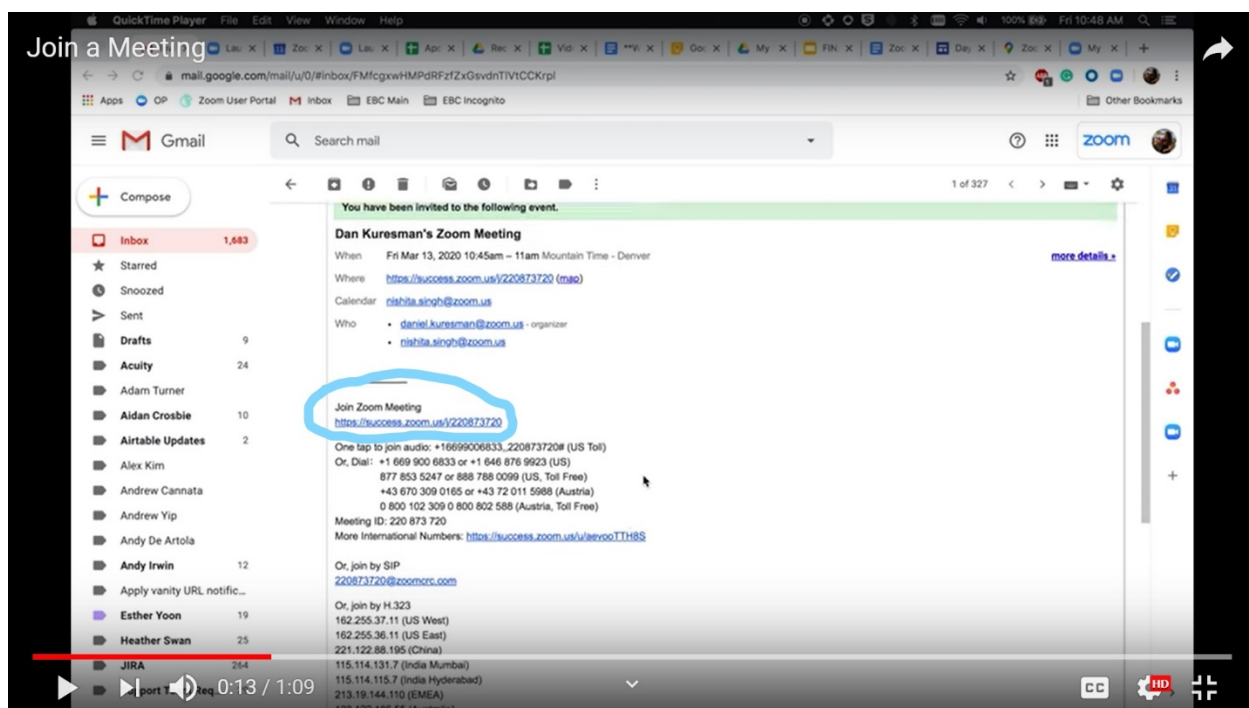 QuickTime Player File Edit View Window Help 100% Fri 10:48 AM
Join a Meeting
mail.google.com/mail/u/0/#inbox/FMfcgxwHMPdRFzfZxGsvdnTlVtCCKrpl
Apps OP Zoom User Portal Inbox EBC Main EBC Incognito Other Bookmarks
Gmail Search mail zoom
Compose 1 of 327
You have been invited to the following event.
Dan Kuresman's Zoom Meeting
When Fri Mar 13, 2020 10:45am – 11am Mountain Time - Denver more details »
Where https://success.zoom.us/j/220873720 (map)
Calendar nishita.singh@zoom.us
Who • daniel.kuresman@zoom.us - organizer
• nishita.singh@zoom.us
Inbox 1,683
Starred
Snoozed
Sent
Drafts 9
Acuity 24
Adam Turner
Aidan Crosbie 10
Airtable Updates 2
Alex Kim
Andrew Cannata
Andrew Yip
Andy De Artola
Andy Irwin 12
Apply vanity URL notific...
Esther Yoon 19
Heather Swan 25
JIRA 264
Join Zoom Meeting
https://success.zoom.us/j/220873720
One tap to join audio: +16699006833,,220873720# (US Toll)
Or, Dial: +1 669 900 6833 or +1 646 876 9923 (US)
877 853 5247 or 888 788 0099 (US, Toll Free)
+43 670 309 0165 or +43 72 011 5988 (Austria)
0 800 102 309 0 800 802 588 (Austria, Toll Free)
Meeting ID: 220 873 720
More International Numbers: https://success.zoom.us/u/aevooTTH8S
Or, join by SIP
220873720@zoomcrc.com
Or, join by H.323
162.255.37.11 (US West)
162.255.36.11 (US East)
221.122.88.195 (China)
115.114.131.7 (India Mumbai)
115.114.115.7 (India Hyderabad)
213.19.144.110 (EMEA)
0:13 / 1:09 CC HD